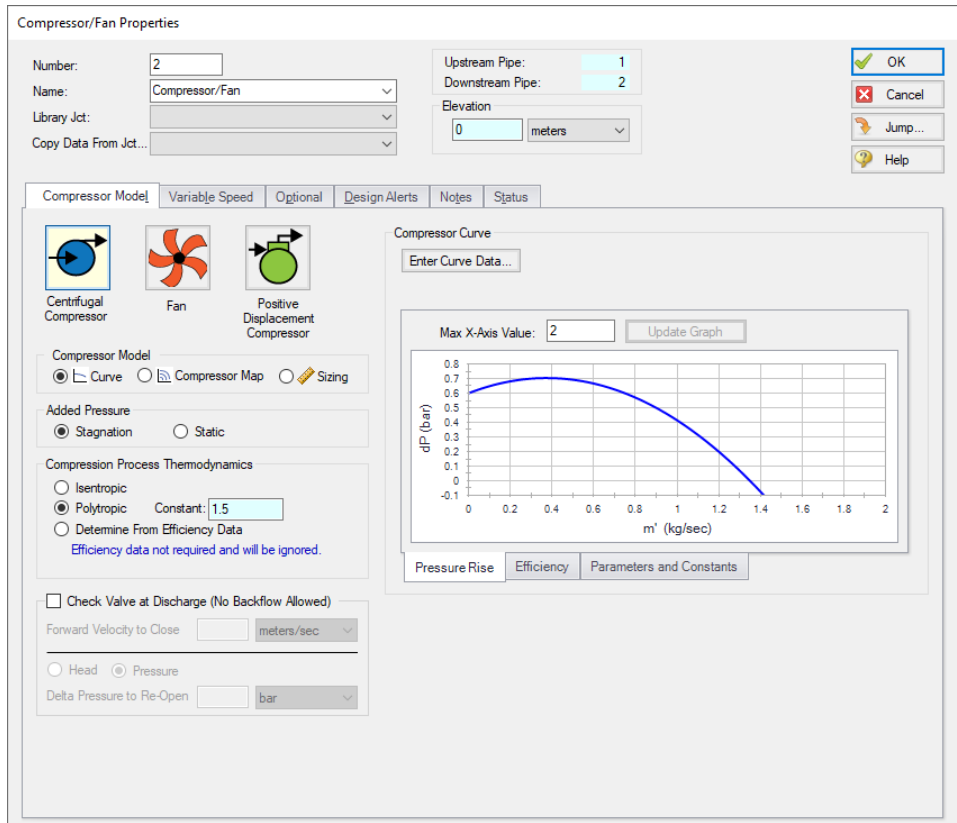 Compressor/Fan Properties
Number: 2
Name: Compressor/Fan
Library Jct:
Copy Data From Jct...
Upstream Pipe: 1
Downstream Pipe: 2
Elevation
0 meters
OK
Cancel
Jump...
Help
Compressor Model Variable Speed Optional Design Alerts Notes Status
Centrifugal
Compressor
Fan
Positive
Displacement
Compressor
Compressor Model
Curve Compressor Map Sizing
Added Pressure
Stagnation Static
Compression Process Thermodynamics
Isentropic
Polytropic Constant: 1.5
Determine From Efficiency Data
Efficiency data not required and will be ignored.
Check Valve at Discharge (No Backflow Allowed)
Forward Velocity to Close meters/sec
Head Pressure
Delta Pressure to Re-Open bar
Compressor Curve
Enter Curve Data...
Max X-Axis Value: 2 Update Graph
dP (bar)
0.8
0.7
0.6
0.5
0.4
0.3
0.2
0.1
0
-0.1
0 0.2 0.4 0.6 0.8 1 1.2 1.4 1.6 1.8 2
m' (kg/sec)
Pressure Rise Efficiency Parameters and Constants